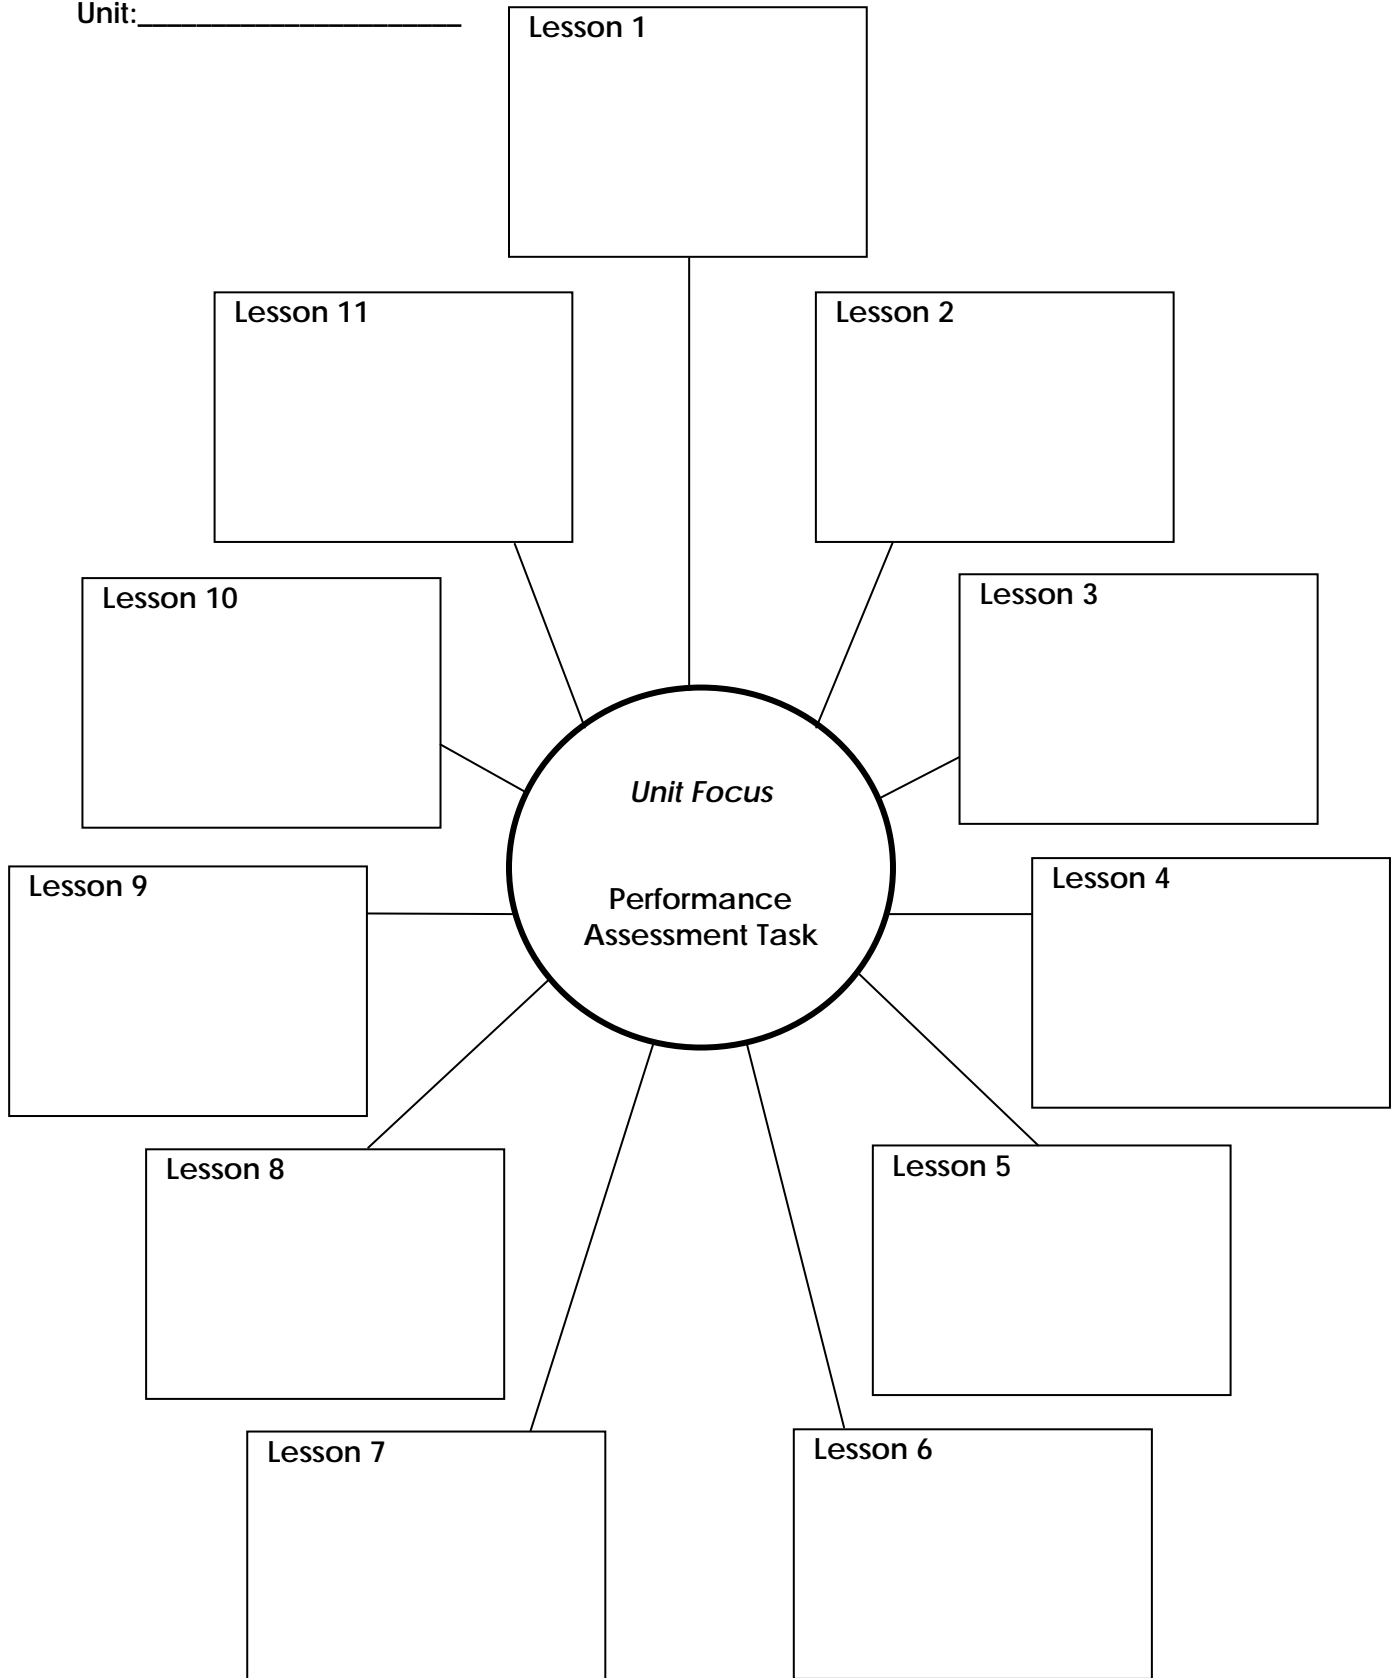 Unit:______________________
Lesson 1
Lesson 11
Lesson 2
Lesson 10
Lesson 3
Unit Focus
Performance
Assessment Task
Lesson 9
Lesson 4
Lesson 8
Lesson 5
Lesson 7
Lesson 6